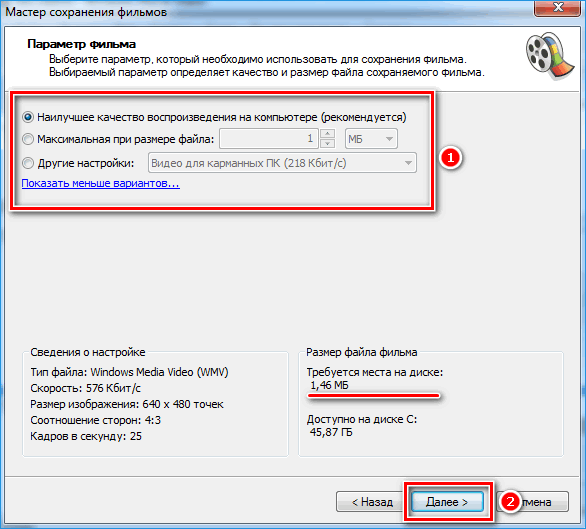 Мастер сохранения фильмов
Параметр фильма
Выберите параметр, который необходимо использовать для сохранения фильма.
Выбираемый параметр определяет качество и размер файла сохраняемого фильма.
Наилучшее качество воспроизведения на компьютере (рекомендуется)
Максимальная при размере файла: 1 МБ
Другие настройки: Видео для карманных ПК (218 Кбит/с)
Показать меньше вариантов...
1
Сведения о настройке
Тип файла: Windows Media Video (WMV)
Скорость: 576 Кбит/с
Размер изображения: 640 x 480 точек
Соотношение сторон: 4:3
Кадров в секунду: 25
Размер файла фильма
Требуется места на диске:
1,46 МБ
Доступно на диске C:
45,87 ГБ
< Назад Далее > 2 мена